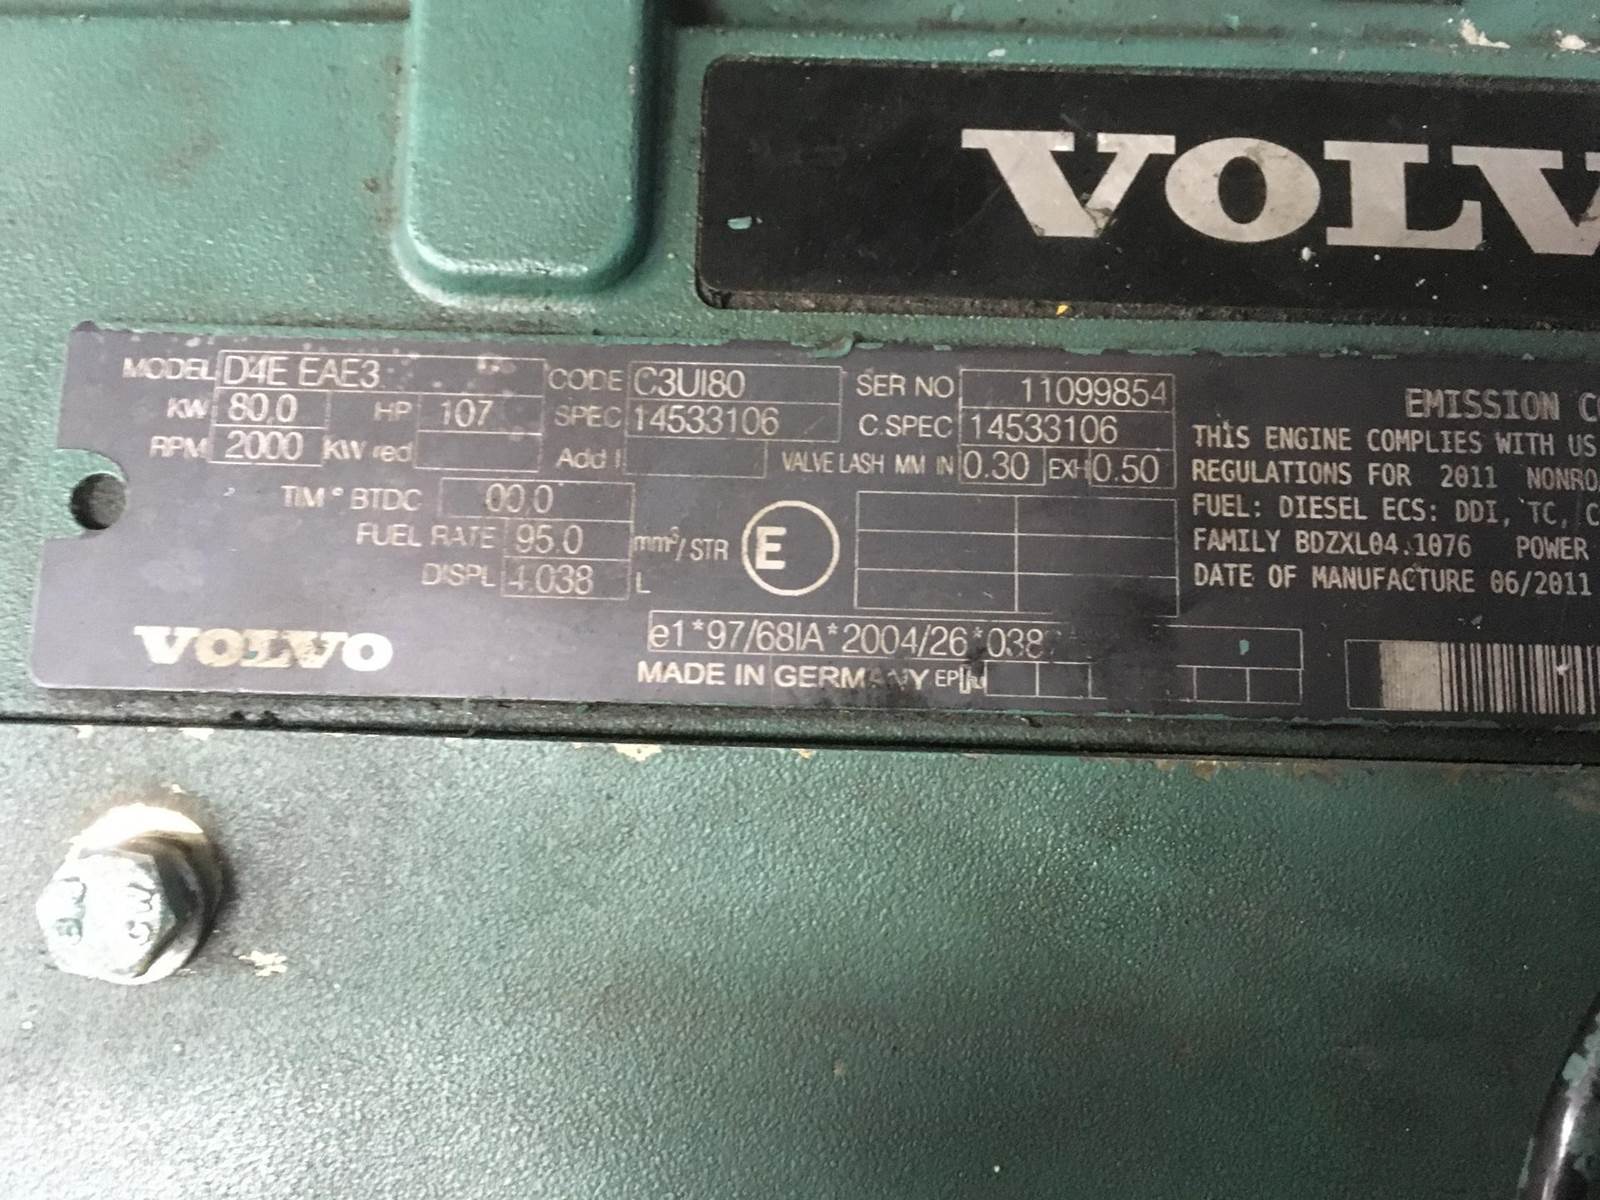 VOLV
MODEL D4E EAE3 CODE C3UI80 SER NO 11099854
KW 80.0 HP 107 SPEC 14533106 C.SPEC 14533106
RPM 2000 KW red Add I VALVE LASH MM IN 0.30 EXH 0.50
TIM ° BTDC 00.0
FUEL RATE 95.0 mm³/STR E
DISPL 4.038 L
e1*97/68IA*2004/26*038
VOLVO
MADE IN GERMANY
EMISSION CO
THIS ENGINE COMPLIES WITH US
REGULATIONS FOR 2011 NONRO
FUEL: DIESEL ECS: DDI, TC, C
FAMILY BDZXL04.1076 POWER
DATE OF MANUFACTURE 06/2011